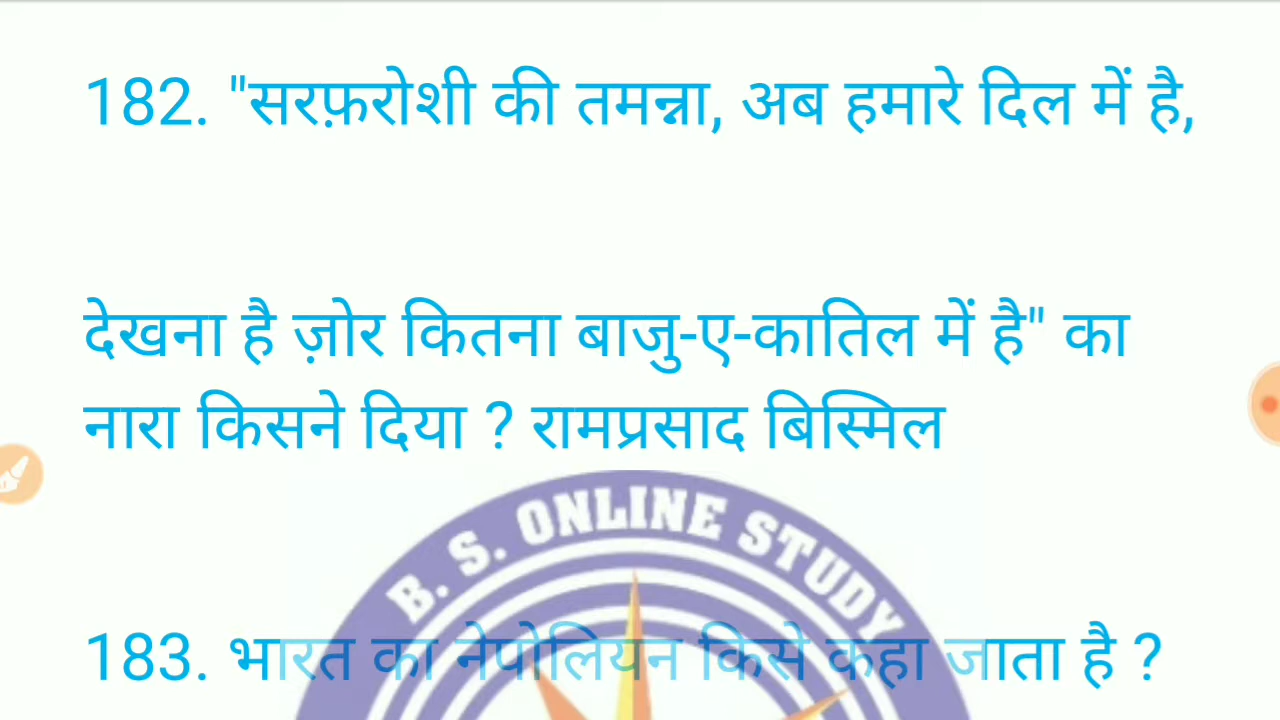 182. "सरफ़रोशी की तमन्ना, अब हमारे दिल में है,
देखना है ज़ोर कितना बाजु-ए-कातिल में है" का
नारा किसने दिया ? रामप्रसाद बिस्मिल
B. S. ONLINE STUDY
183. भारत का नेपोलियन किसे कहा जाता है ?